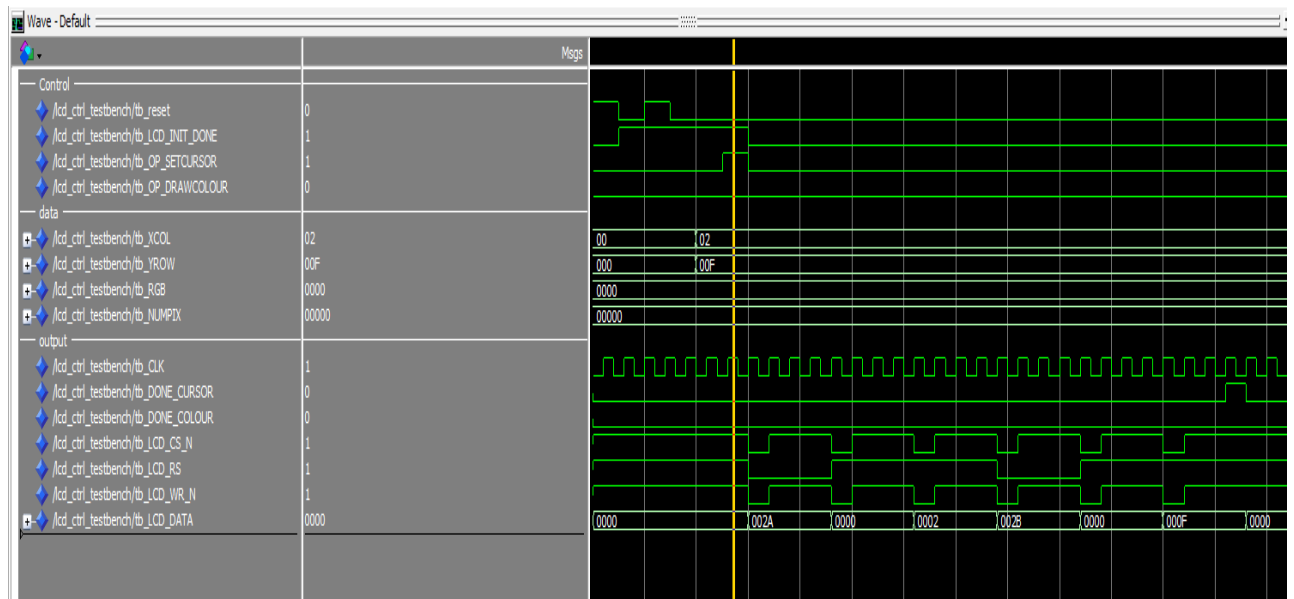 Wave - Default
Msgs
Control
/lcd_ctrl_testbench/tb_reset 0
/lcd_ctrl_testbench/tb_LCD_INIT_DONE 1
/lcd_ctrl_testbench/tb_OP_SETCURSOR 1
/lcd_ctrl_testbench/tb_OP_DRAWCOLOUR 0
data
/lcd_ctrl_testbench/tb_XCOL 02 00 02
/lcd_ctrl_testbench/tb_YROW 00F 000 00F
/lcd_ctrl_testbench/tb_RGB 0000 0000
/lcd_ctrl_testbench/tb_NUMPIX 00000 00000
output
/lcd_ctrl_testbench/tb_CLK 1
/lcd_ctrl_testbench/tb_DONE_CURSOR 0
/lcd_ctrl_testbench/tb_DONE_COLOUR 0
/lcd_ctrl_testbench/tb_LCD_CS_N 1
/lcd_ctrl_testbench/tb_LCD_RS 1
/lcd_ctrl_testbench/tb_LCD_WR_N 1
/lcd_ctrl_testbench/tb_LCD_DATA 0000 0000 002A 0000 0002 002B 0000 000F 0000